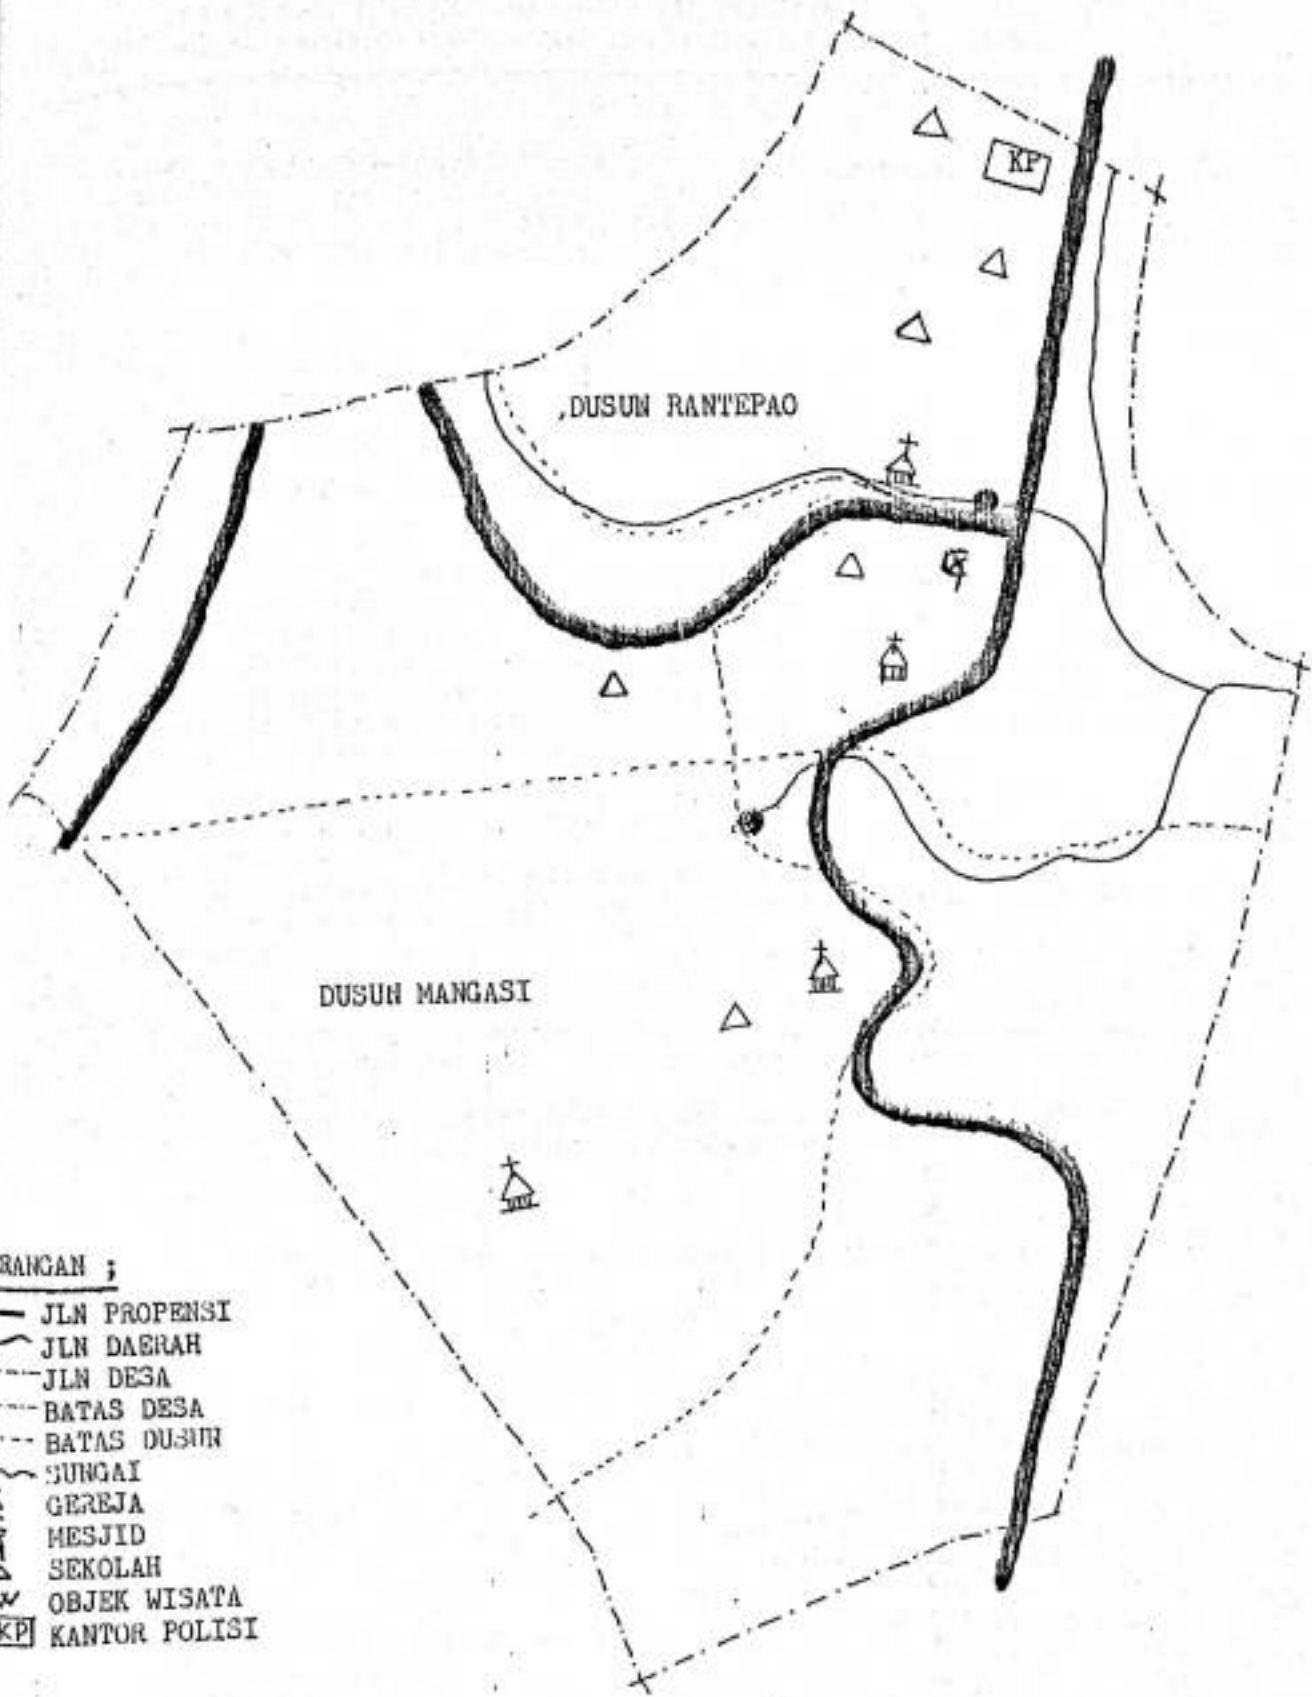 KP
DUSUN RANTEPAO
DUSUN MANGASI
RANGAN ;
JLN PROPENSI
JLN DAERAH
JLN DESA
BATAS DESA
BATAS DUSUN
SUNGAI
GEREJA
MESJID
SEKOLAH
OBJEK WISATA
KP KANTOR POLISI